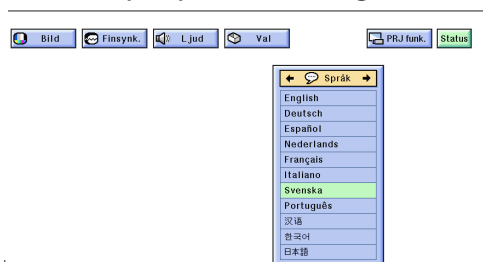 Bild Finsynk. Ljud Val PRJ funk. Status
Språk
English
Deutsch
Español
Nederlands
Français
Italiano
Svenska
Português
汉语
한국어
日本語